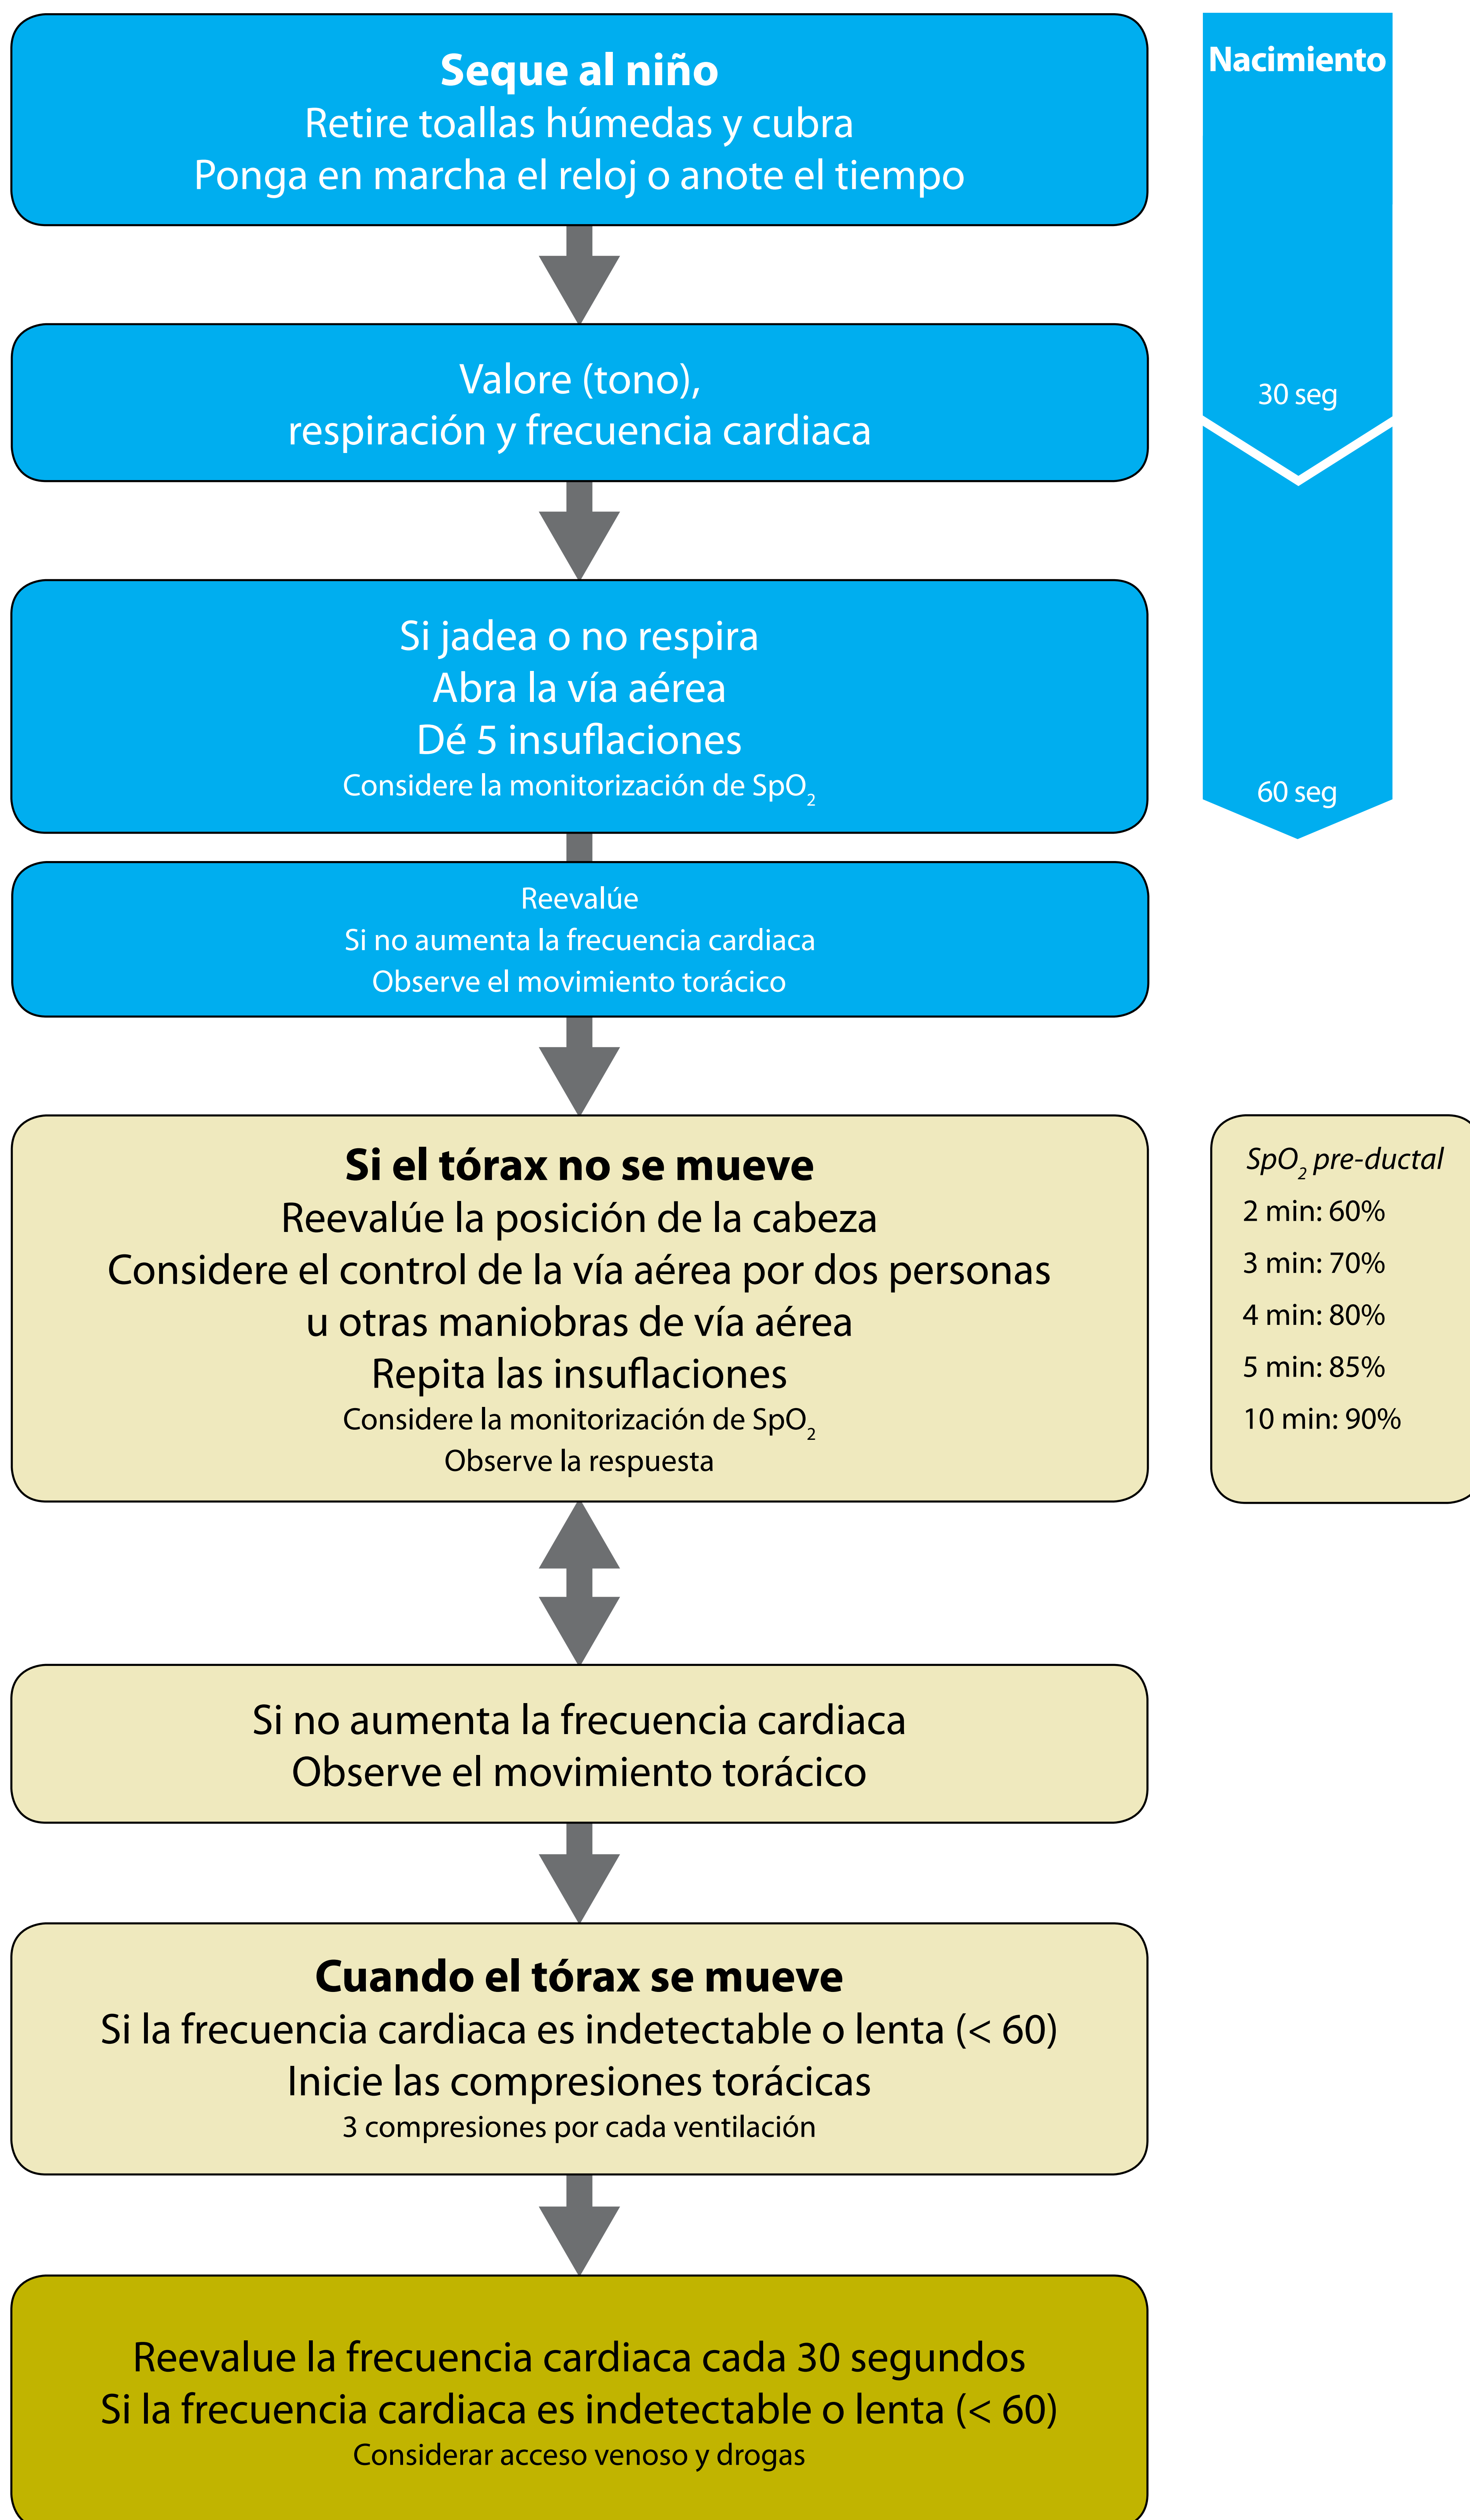 Seque al niño
Retire toallas húmedas y cubra
Ponga en marcha el reloj o anote el tiempo
Nacimiento
Valore (tono),
respiración y frecuencia cardiaca
30 seg
Si jadea o no respira
Abra la vía aérea
Dé 5 insuflaciones
Considere la monitorización de SpO₂
60 seg
Reevalúe
Si no aumenta la frecuencia cardiaca
Observe el movimiento torácico
Si el tórax no se mueve
Reevalúe la posición de la cabeza
Considere el control de la vía aérea por dos personas
u otras maniobras de vía aérea
Repita las insuflaciones
Considere la monitorización de SpO₂
Observe la respuesta
SpO₂ pre-ductal
2 min: 60%
3 min: 70%
4 min: 80%
5 min: 85%
10 min: 90%
Si no aumenta la frecuencia cardiaca
Observe el movimiento torácico
Cuando el tórax se mueve
Si la frecuencia cardiaca es indetectable o lenta (< 60)
Inicie las compresiones torácicas
3 compresiones por cada ventilación
Reevalue la frecuencia cardiaca cada 30 segundos
Si la frecuencia cardiaca es indetectable o lenta (< 60)
Considerar acceso venoso y drogas